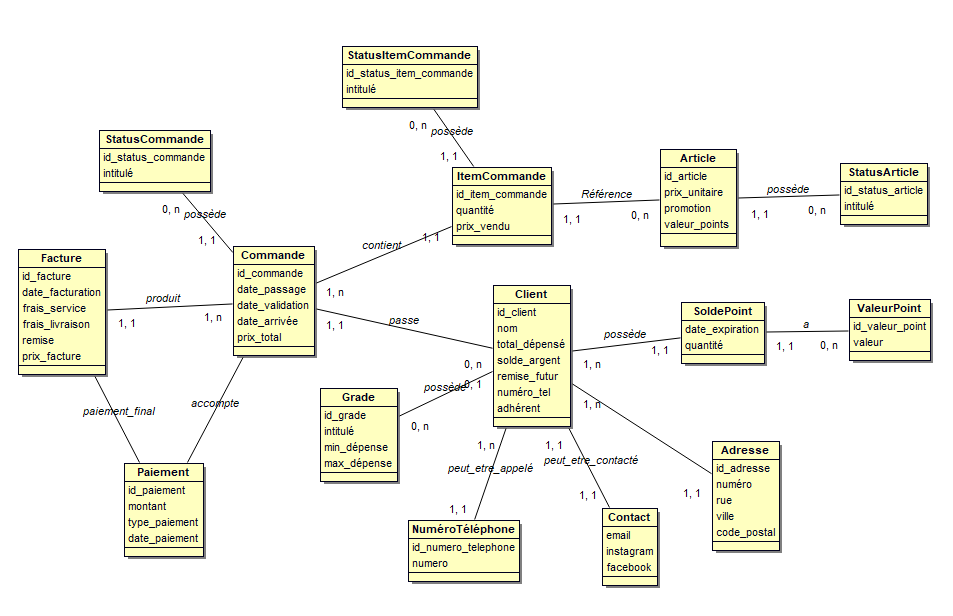 StatusItemCommande
id_status_item_commande
intitulé
0, n
possède
1, 1
StatusCommande
id_status_commande
intitulé
0, n
possède
1, 1
ItemCommande
id_item_commande
quantité
prix_vendu
Référence
1, 1
0, n
Article
id_article
prix_unitaire
promotion
valeur_points
possède
1, 1
0, n
StatusArticle
id_status_article
intitulé
Facture
id_facture
date_facturation
frais_service
frais_livraison
remise
prix_facture
produit
1, 1
1, n
Commande
id_commande
date_passage
date_validation
date_arrivée
prix_total
contient
1, 1
1, n
passe
1, 1
0, n
Client
id_client
nom
total_dépensé
solde_argent
remise_futur
numéro_tel
adhérent
possède
1, n
1, 1
SoldePoint
date_expiration
quantité
a
1, 1
0, n
ValeurPoint
id_valeur_point
valeur
possède
0, 1
0, n
Grade
id_grade
intitulé
min_dépense
max_dépense
paiement_final
accompte
Paiement
id_paiement
montant
type_paiement
date_paiement
1, n
peut_etre_appelé
1, 1
NuméroTéléphone
id_numero_telephone
numero
1, 1
peut_etre_contacté
1, 1
Contact
email
instagram
facebook
1, n
1, 1
Adresse
id_adresse
numéro
rue
ville
code_postal